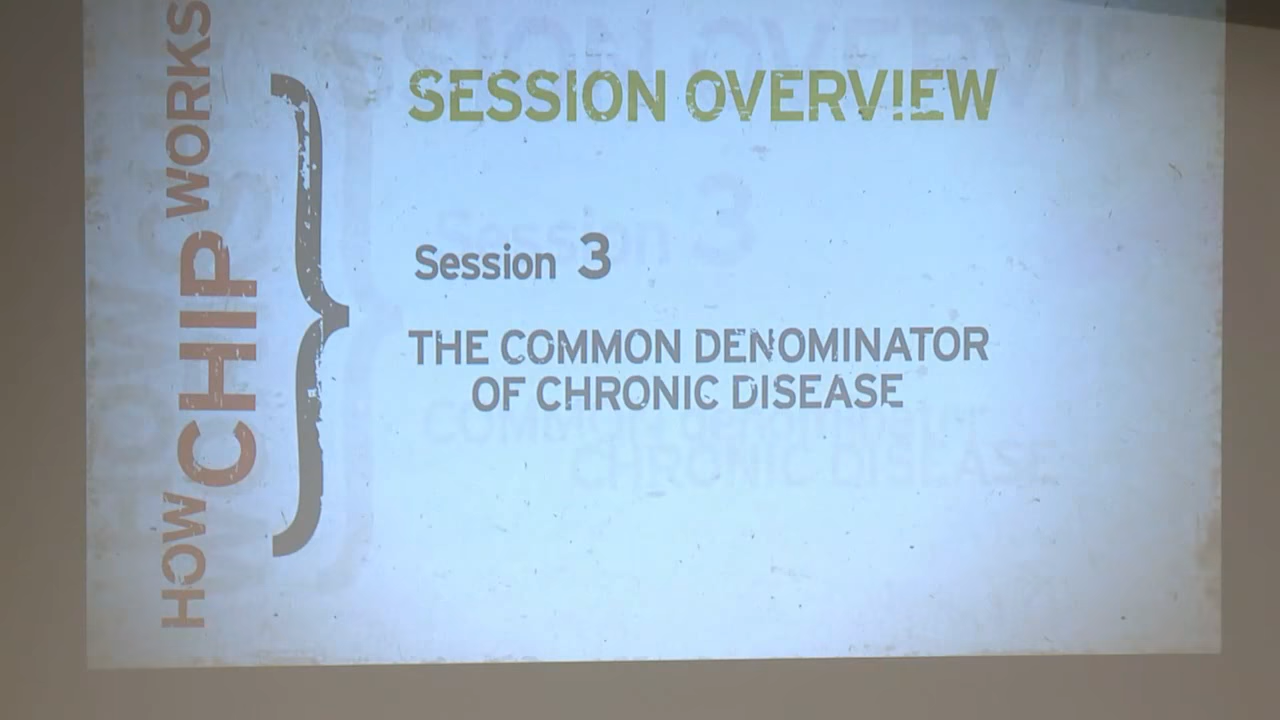 HOW CHIP WORKS
SESSION OVERVIEW
Session 3
THE COMMON DENOMINATOR
OF CHRONIC DISEASE